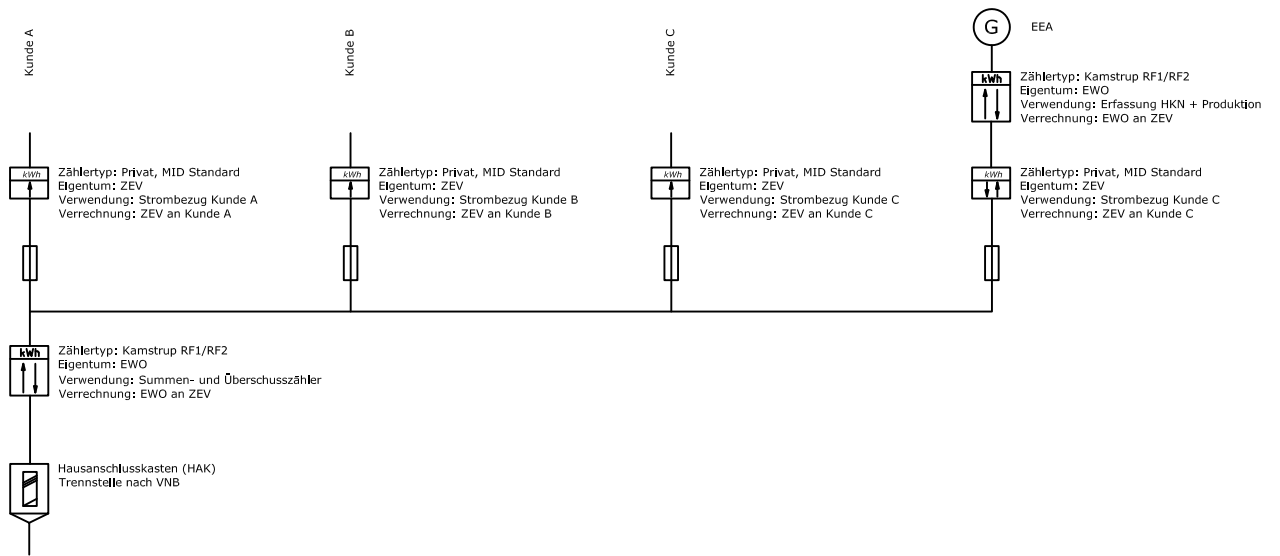 Kunde A
Kunde B
Kunde C
G
EEA
kWh
Zählertyp: Kamstrup RF1/RF2
Eigentum: EWO
Verwendung: Erfassung HKN + Produktion
Verrechnung: EWO an ZEV
kWh
Zählertyp: Privat, MID Standard
Eigentum: ZEV
Verwendung: Strombezug Kunde A
Verrechnung: ZEV an Kunde A
kWh
Zählertyp: Privat, MID Standard
Eigentum: ZEV
Verwendung: Strombezug Kunde B
Verrechnung: ZEV an Kunde B
kWh
Zählertyp: Privat, MID Standard
Eigentum: ZEV
Verwendung: Strombezug Kunde C
Verrechnung: ZEV an Kunde C
kWh
Zählertyp: Privat, MID Standard
Eigentum: ZEV
Verwendung: Strombezug Kunde C
Verrechnung: ZEV an Kunde C
kWh
Zählertyp: Kamstrup RF1/RF2
Eigentum: EWO
Verwendung: Summen- und Überschusszähler
Verrechnung: EWO an ZEV
Hausanschlusskasten (HAK)
Trennstelle nach VNB